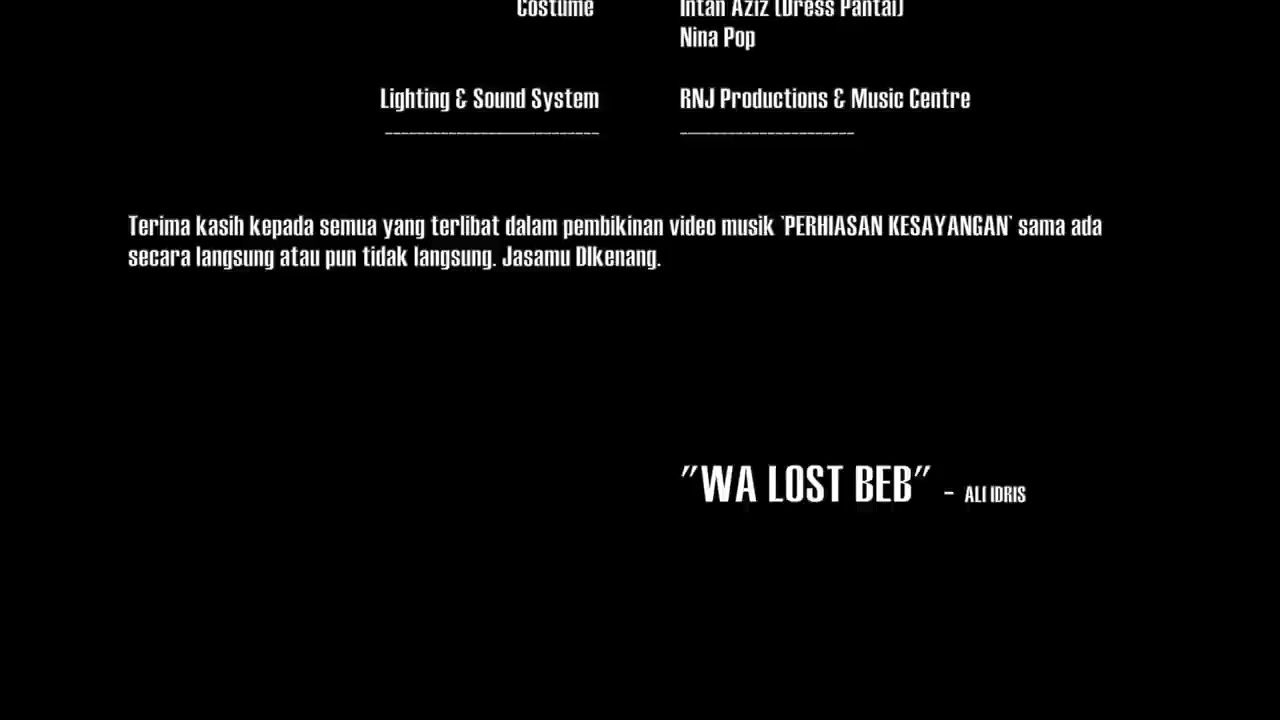 Costume Intan Aziz (Dress Pantai)
Nina Pop
Lighting & Sound System RNJ Productions & Music Centre
Terima kasih kepada semua yang terlibat dalam pembikinan video musik `PERHIASAN KESAYANGAN` sama ada
secara langsung atau pun tidak langsung. Jasamu DIkenang.
"WA LOST BEB" - ALI IDRIS